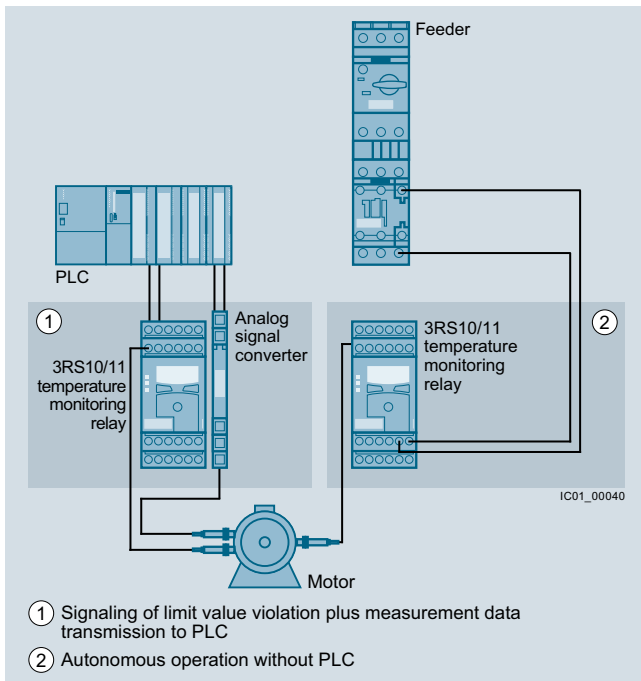 Feeder
PLC
1
Analog
signal
converter
3RS10/11
temperature
monitoring
relay
3RS10/11
temperature
monitoring
relay
2
IC01_00040
Motor
1 Signaling of limit value violation plus measurement data
transmission to PLC
2 Autonomous operation without PLC